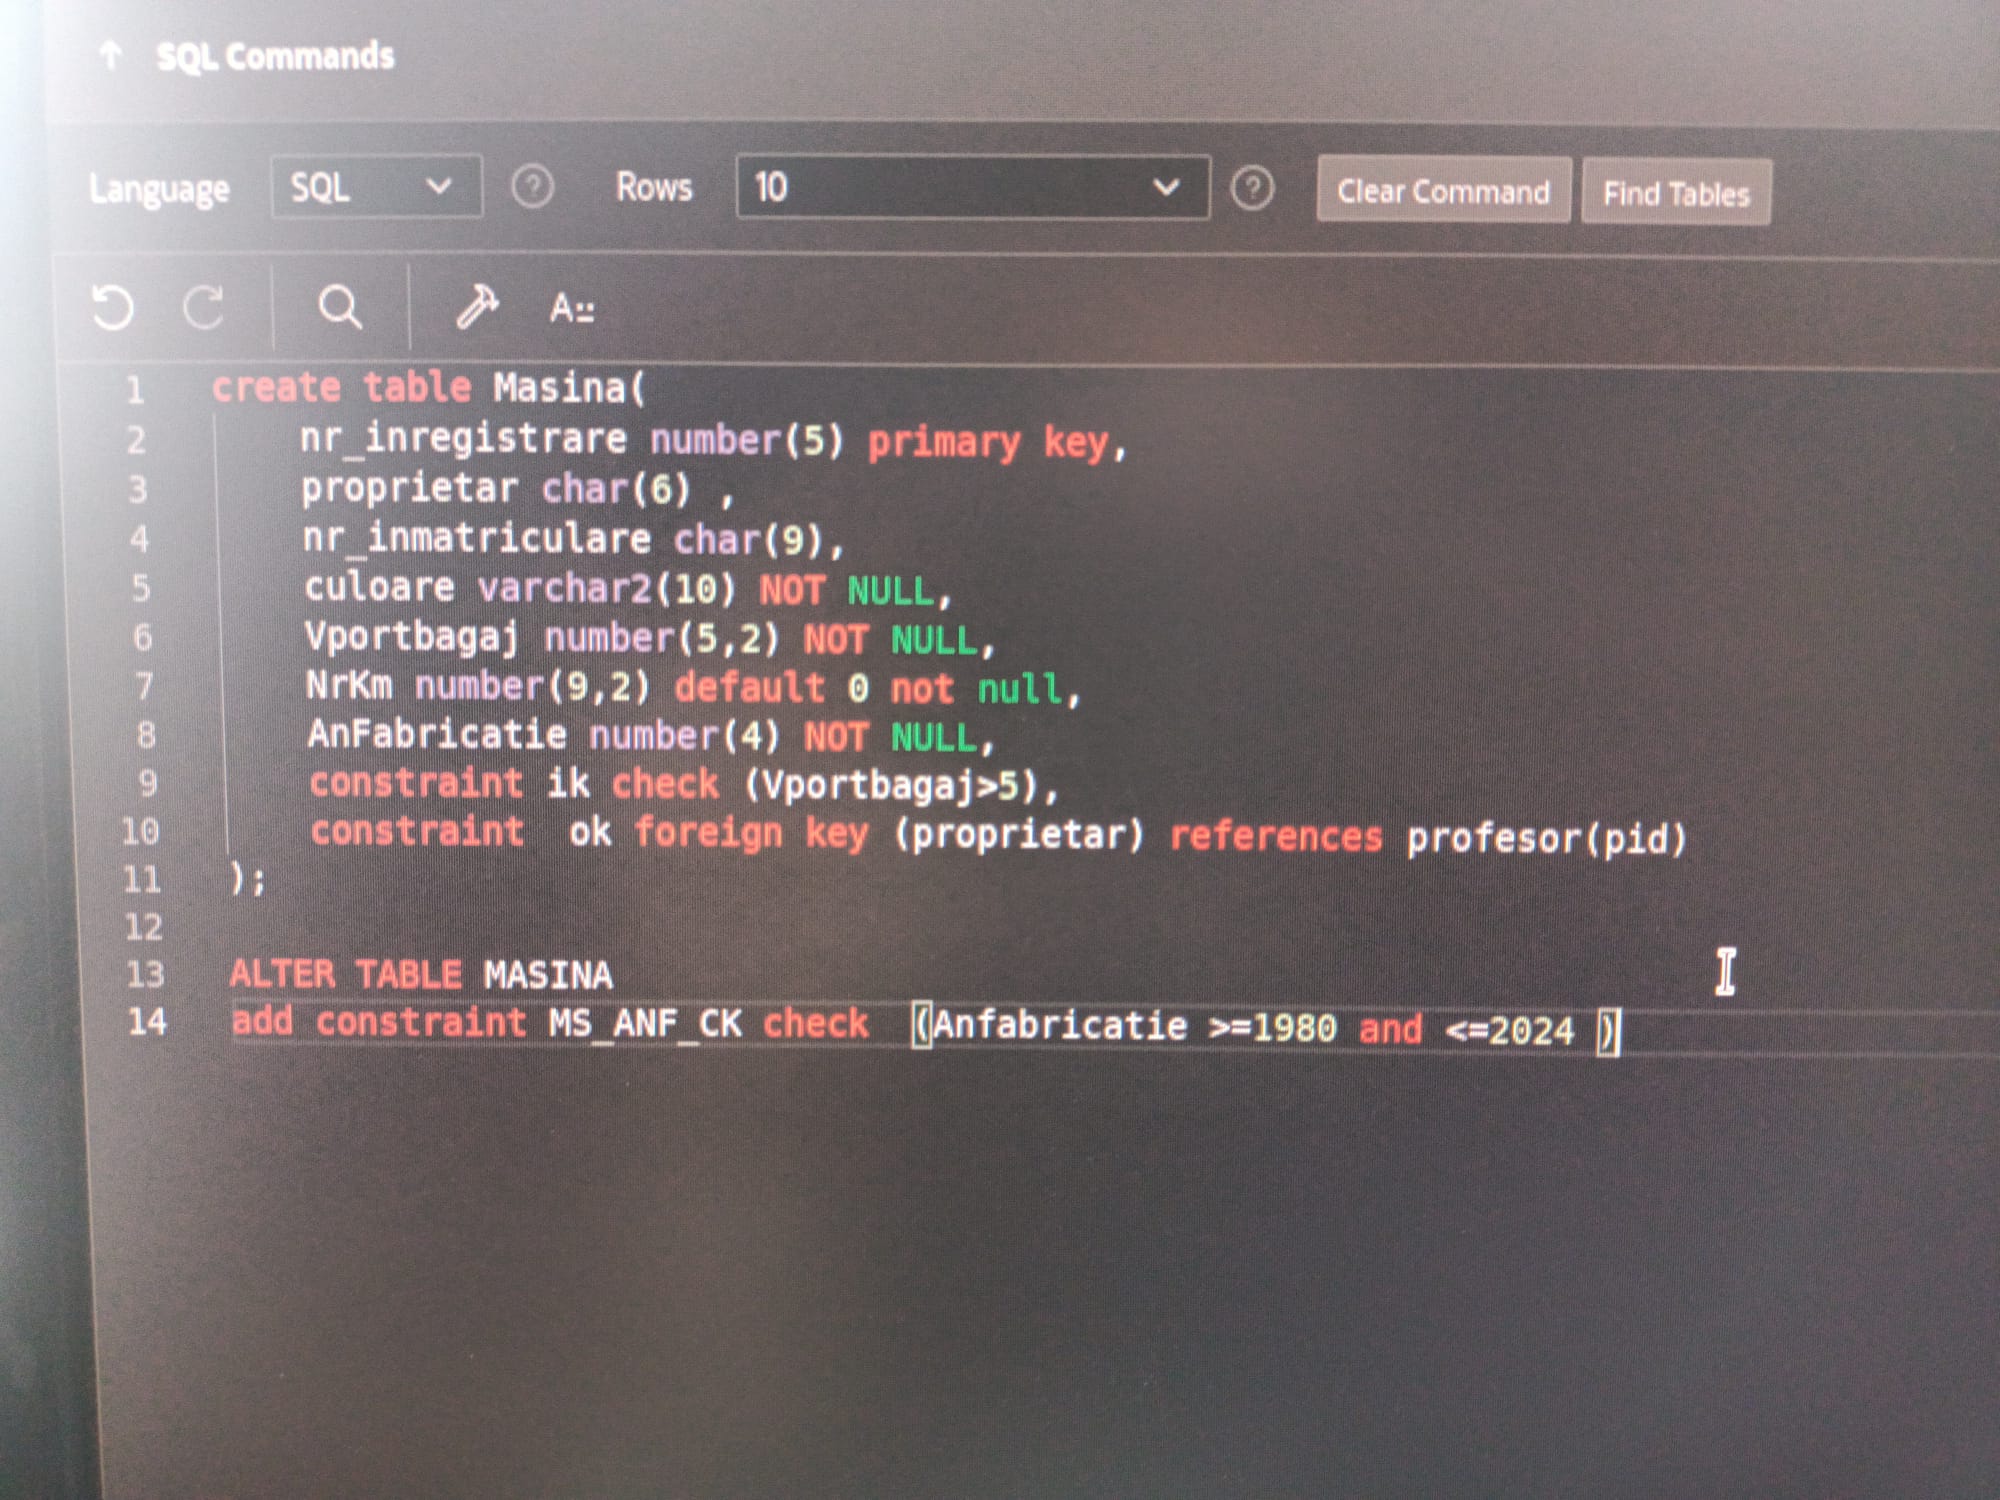 SQL Commands
Language SQL Rows 10 Clear Command Find Tables
A
1 create table Masina(
2 nr_inregistrare number(5) primary key,
3 proprietar char(6) ,
4 nr_inmatriculare char(9),
5 culoare varchar2(10) NOT NULL,
6 Vportbagaj number(5,2) NOT NULL,
7 NrKm number(9,2) default 0 not null,
8 AnFabricatie number(4) NOT NULL,
9 constraint ik check (Vportbagaj>5),
10 constraint  ok foreign key (proprietar) references profesor(pid)
11 );
12
13 ALTER TABLE MASINA
14 add constraint MS_ANF_CK check  (Anfabricatie >=1980 and <=2024 )